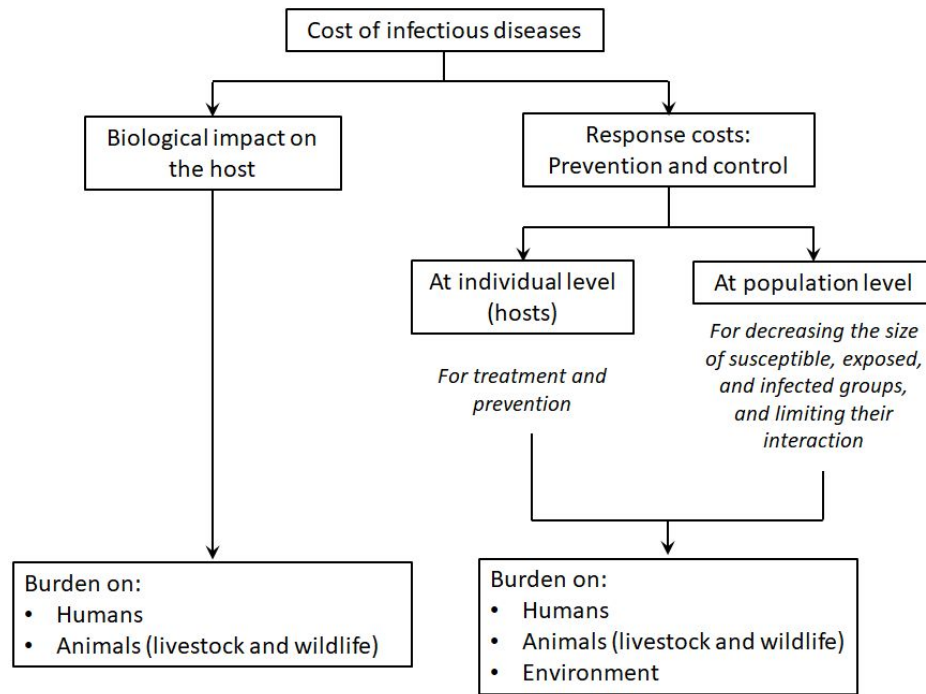 Cost of infectious diseases
Biological impact on
the host
Response costs:
Prevention and control
At individual level
(hosts)
At population level
For treatment and
prevention
For decreasing the size
of susceptible, exposed,
and infected groups,
and limiting their
interaction
Burden on:
• Humans
• Animals (livestock and wildlife)
Burden on:
• Humans
• Animals (livestock and wildlife)
• Environment